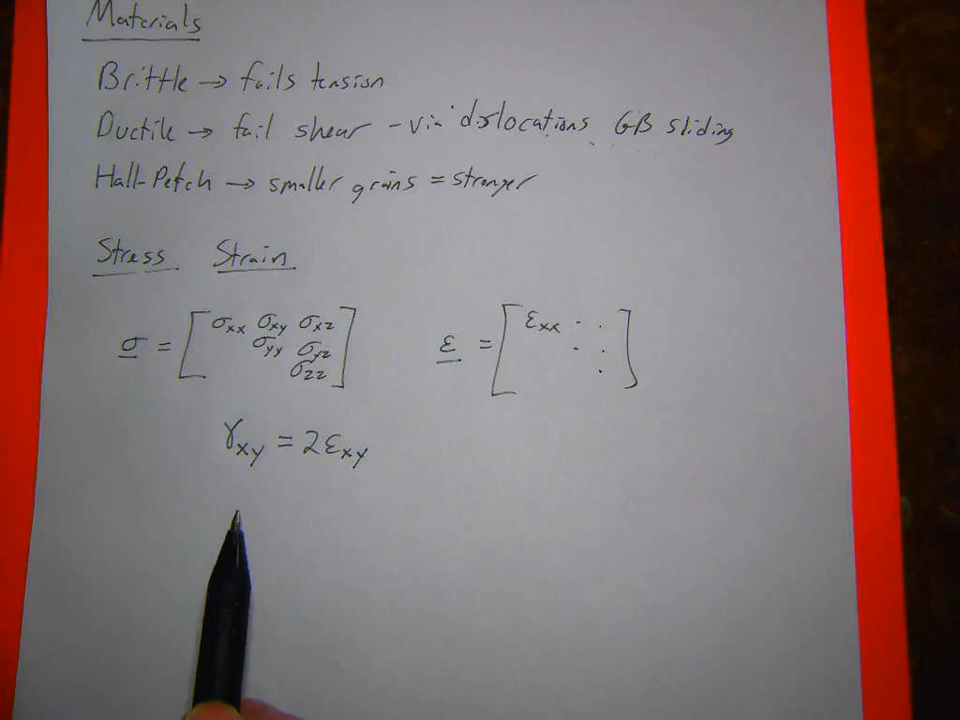 Materials
Brittle → fails tension
Ductile → fail shear - via dislocations, GB sliding
Hall-Petch → smaller grains = stronger
Stress Strain
σ = [ σxx σxy σxz ε = [ εxx · ·
σyx σyz · ·
σzz ] · ]
γxy = 2εxy